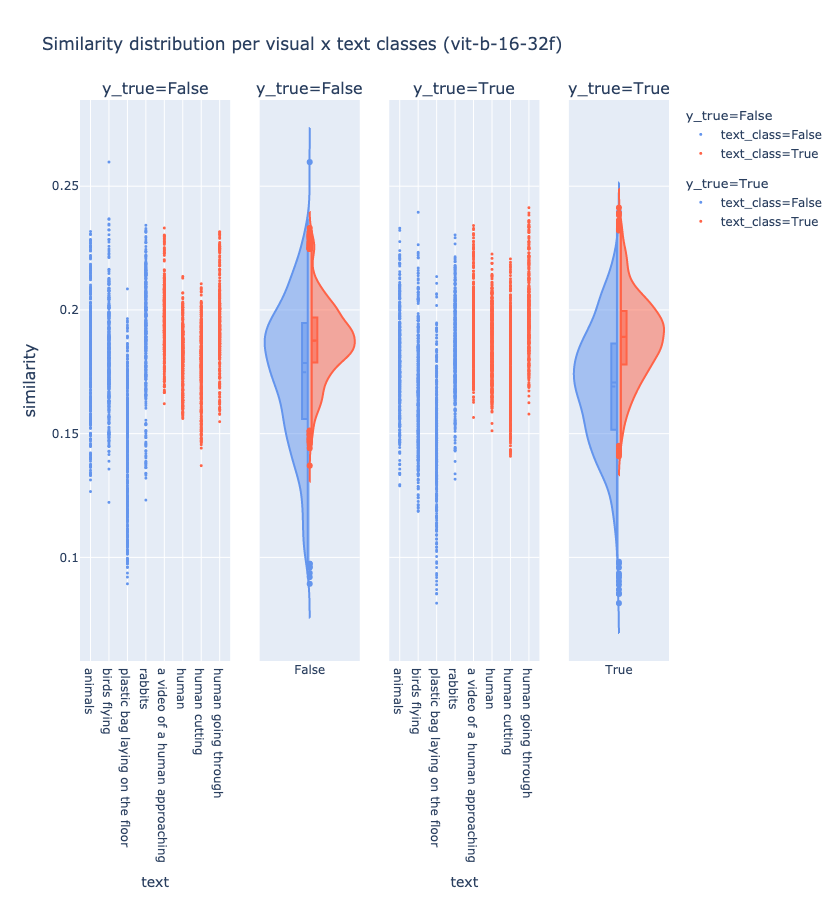 Similarity distribution per visual x text classes (vit-b-16-32f)
y_true=False
y_true=False
y_true=True
y_true=True
y_true=False
text_class=False
text_class=True
y_true=True
text_class=False
text_class=True
similarity
0.25
0.2
0.15
0.1
animals
birds flying
plastic bag laying on the floor
rabbits
a video of a human approaching
human
human cutting
human going through
False
animals
birds flying
plastic bag laying on the floor
rabbits
a video of a human approaching
human
human cutting
human going through
True
text
text